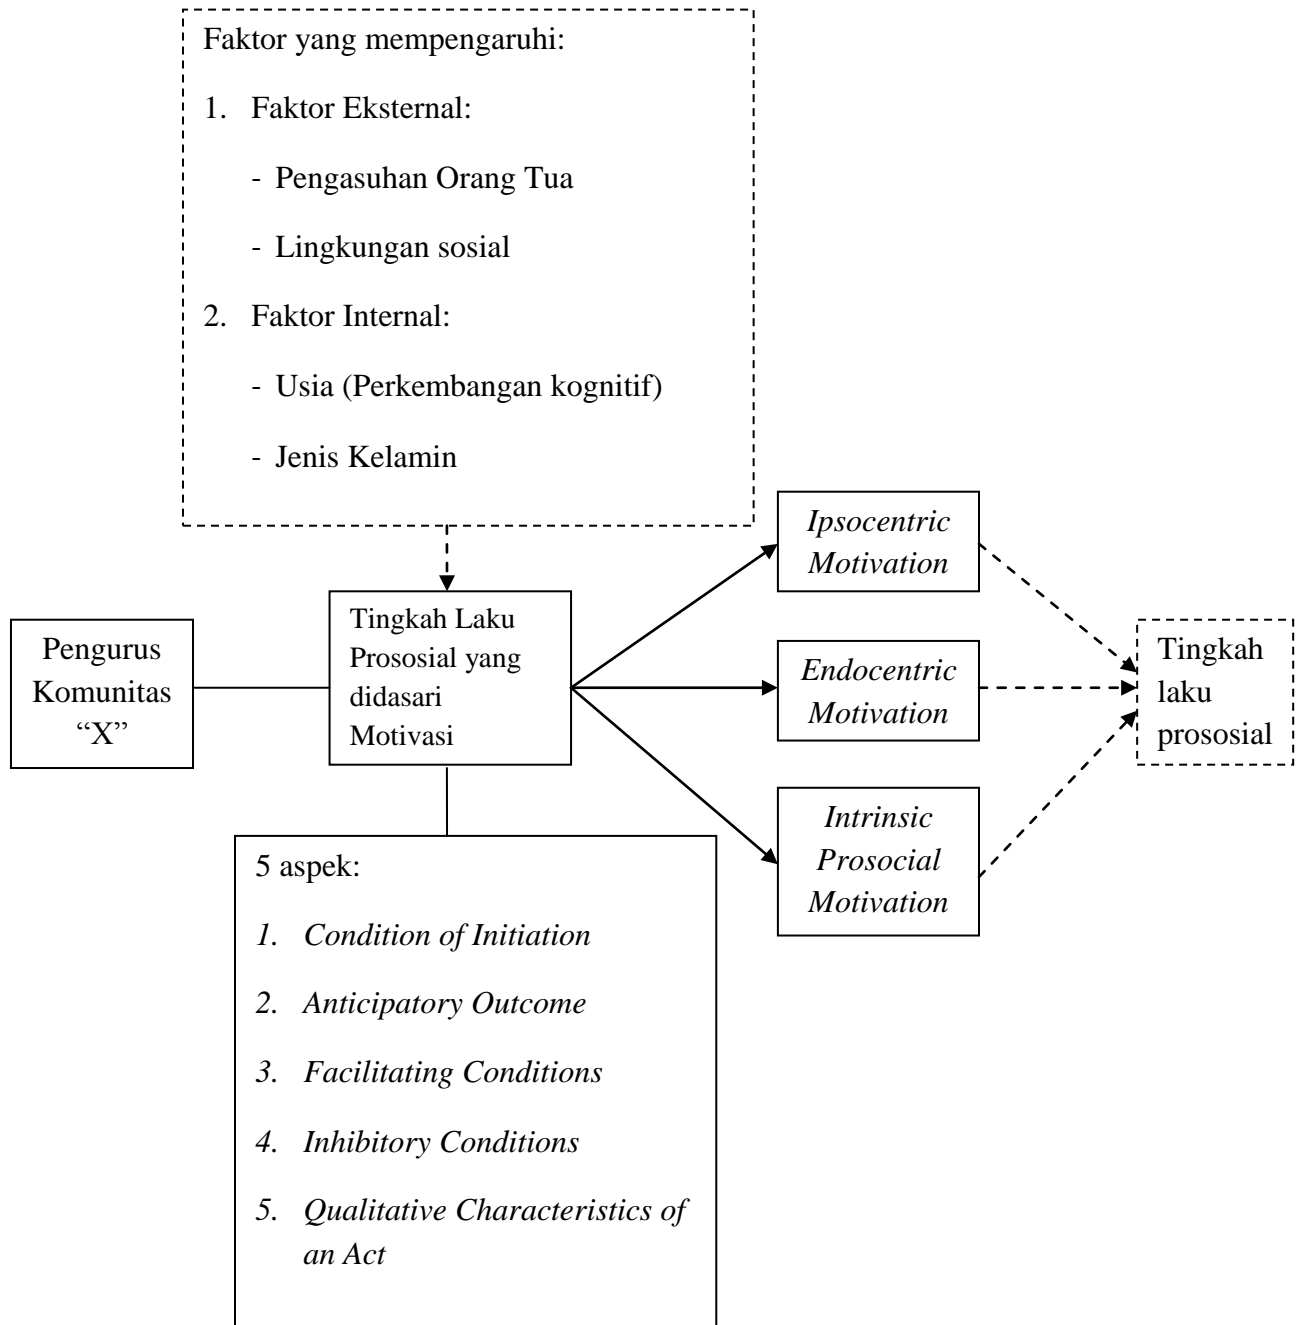 Faktor yang mempengaruhi:
1. Faktor Eksternal:
- Pengasuhan Orang Tua
- Lingkungan sosial
2. Faktor Internal:
- Usia (Perkembangan kognitif)
- Jenis Kelamin
Pengurus
Komunitas
“X”
Tingkah Laku
Prososial yang
didasari
Motivasi
Ipsocentric
Motivation
Endocentric
Motivation
Intrinsic
Prosocial
Motivation
Tingkah
laku
prososial
5 aspek:
1. Condition of Initiation
2. Anticipatory Outcome
3. Facilitating Conditions
4. Inhibitory Conditions
5. Qualitative Characteristics of
an Act